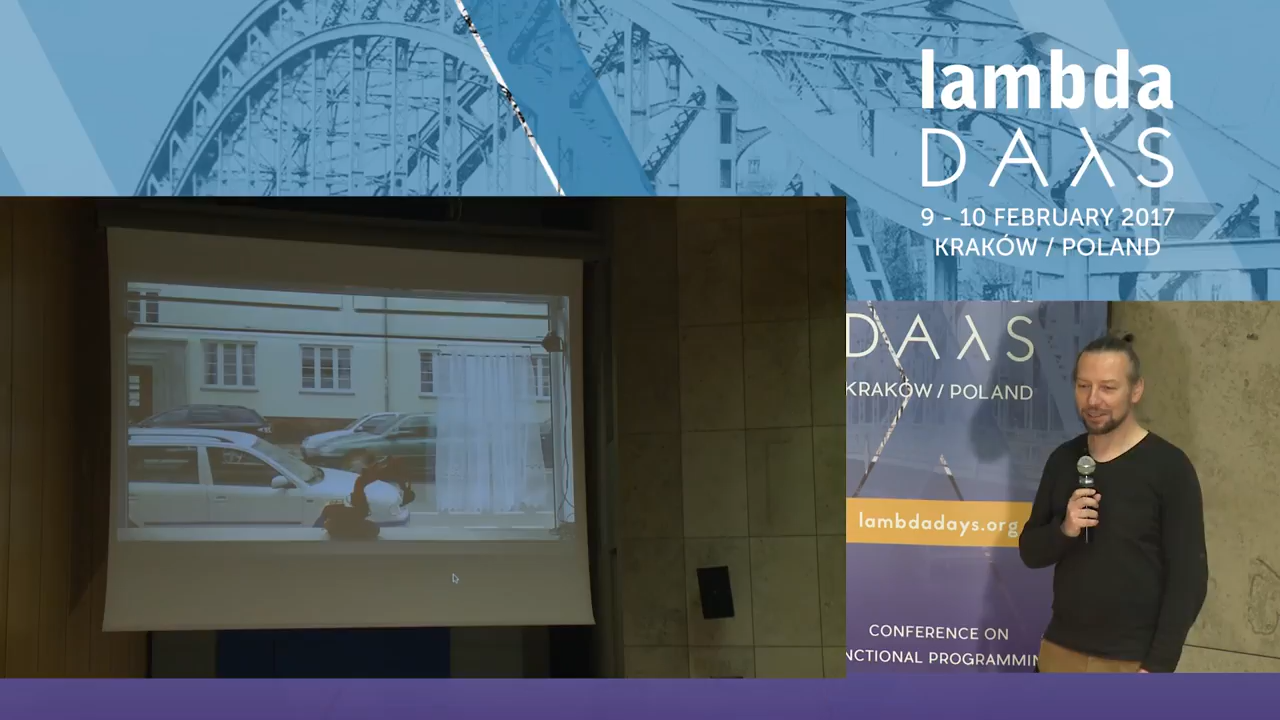 lambda
DAλS
9 - 10 FEBRUARY 2017
KRAKÓW / POLAND
DAλS
KRAKÓW / POLAND
lambdadays.org
CONFERENCE ON
NCTIONAL PROGRAMMIN